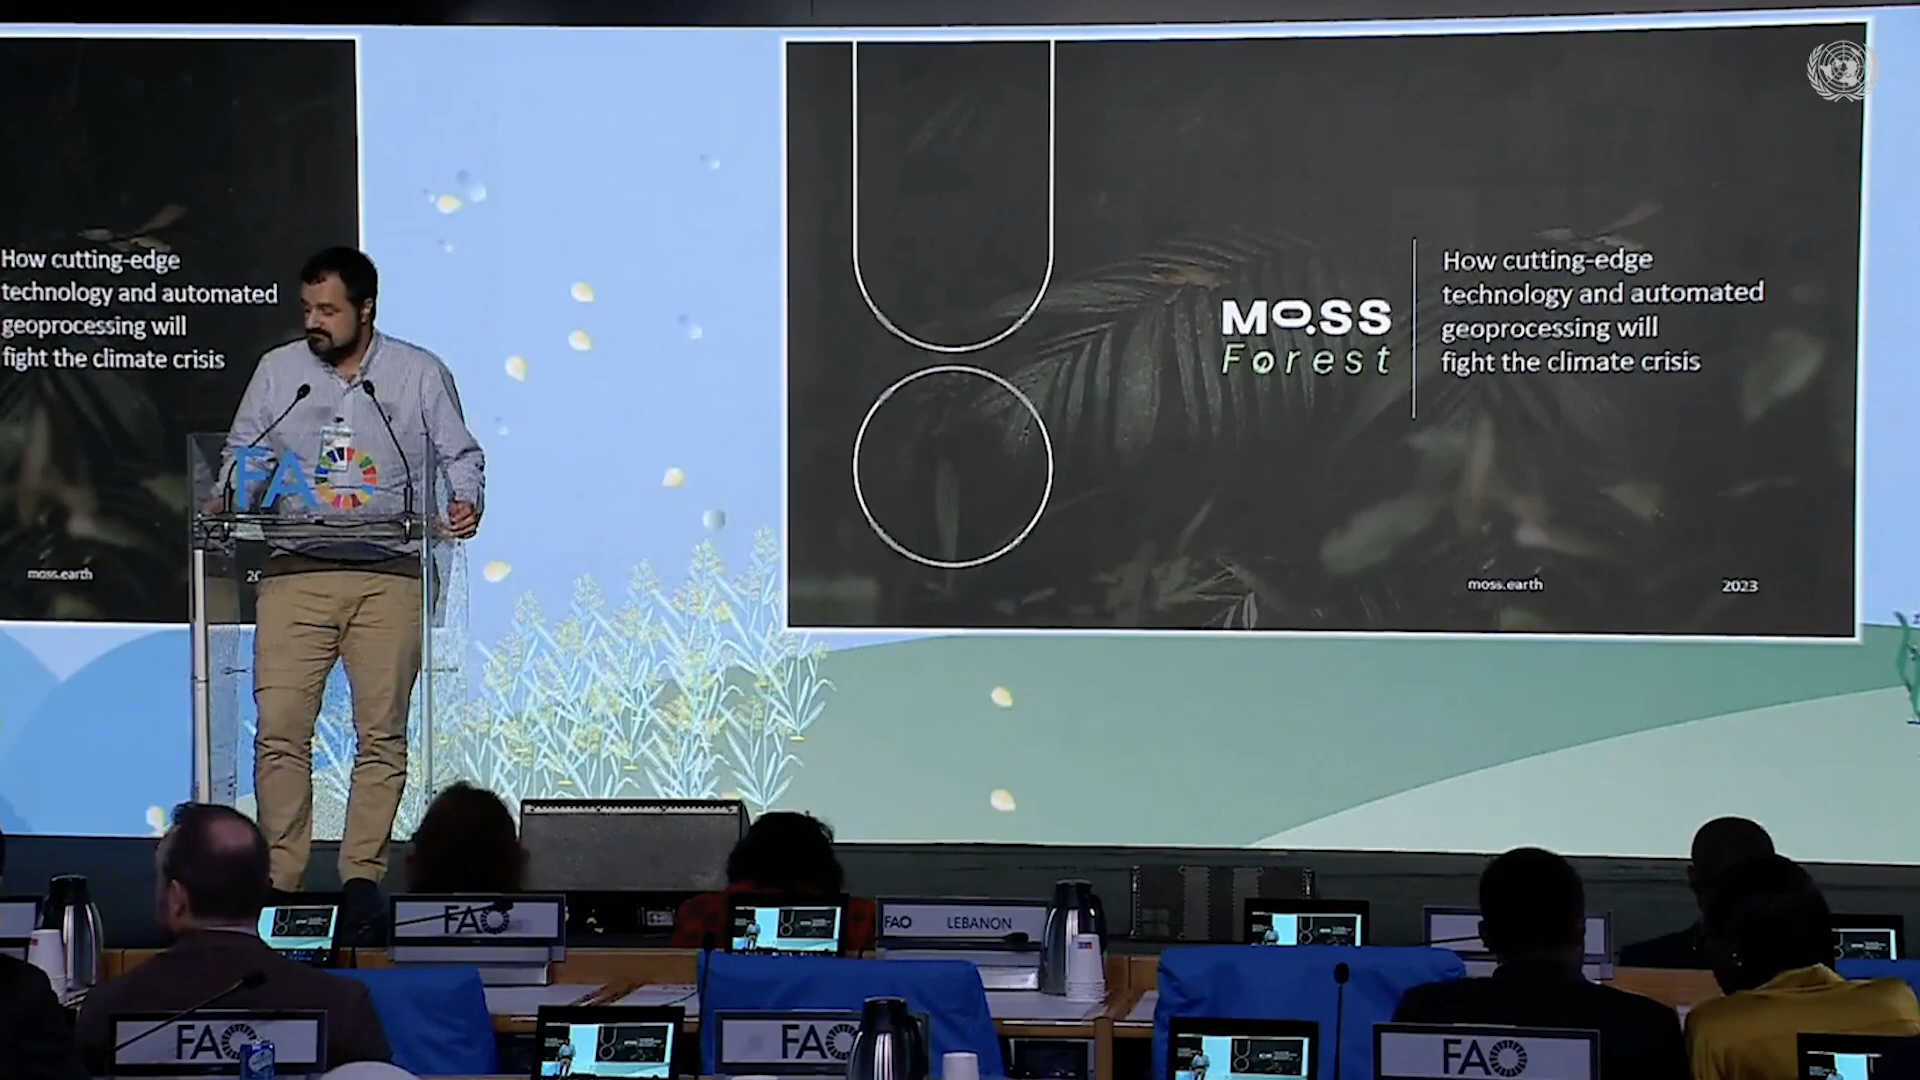 How cutting-edge
technology and automated
geoprocessing will
fight the climate crisis
moss.earth
20
MOSS
Forest
How cutting-edge
technology and automated
geoprocessing will
fight the climate crisis
moss.earth
2023
FAO
FAO
FAO LEBANON
FAO
FAO
FAO